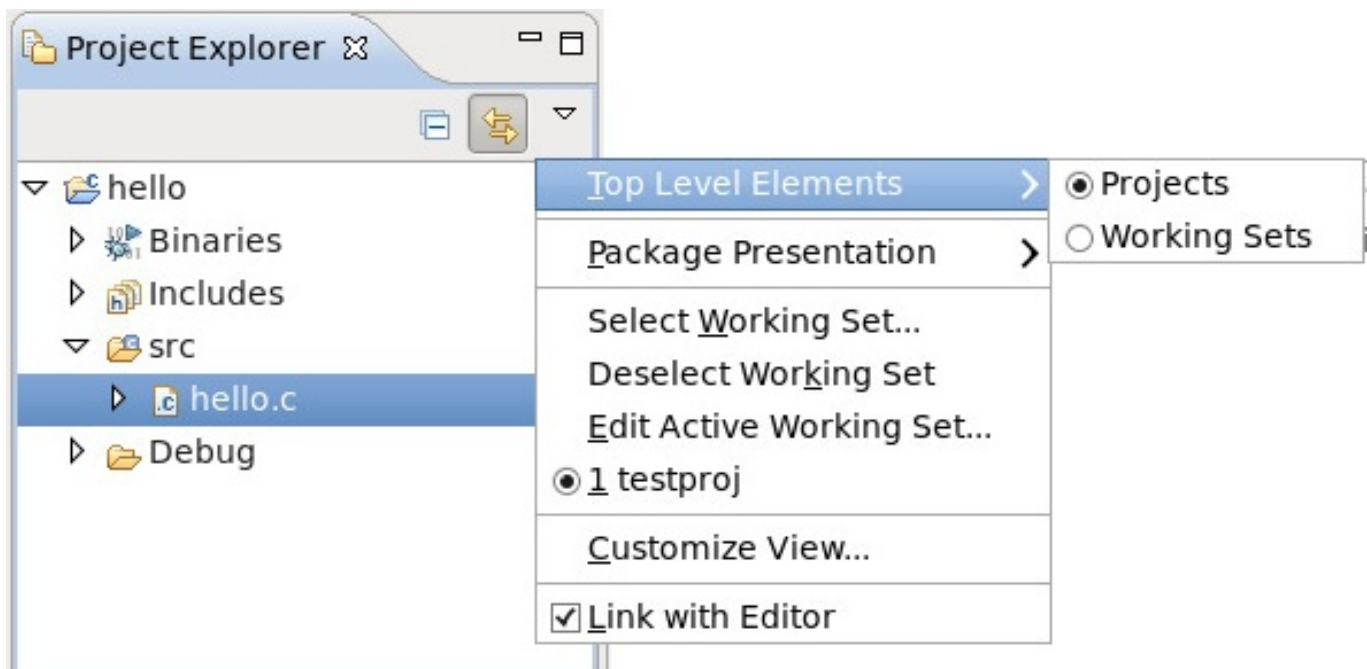 Project Explorer
hello
Binaries
Includes
src
hello.c
Debug
Top Level Elements
Package Presentation
Select Working Set...
Deselect Working Set
Edit Active Working Set...
1 testproj
Customize View...
Link with Editor
Projects
Working Sets